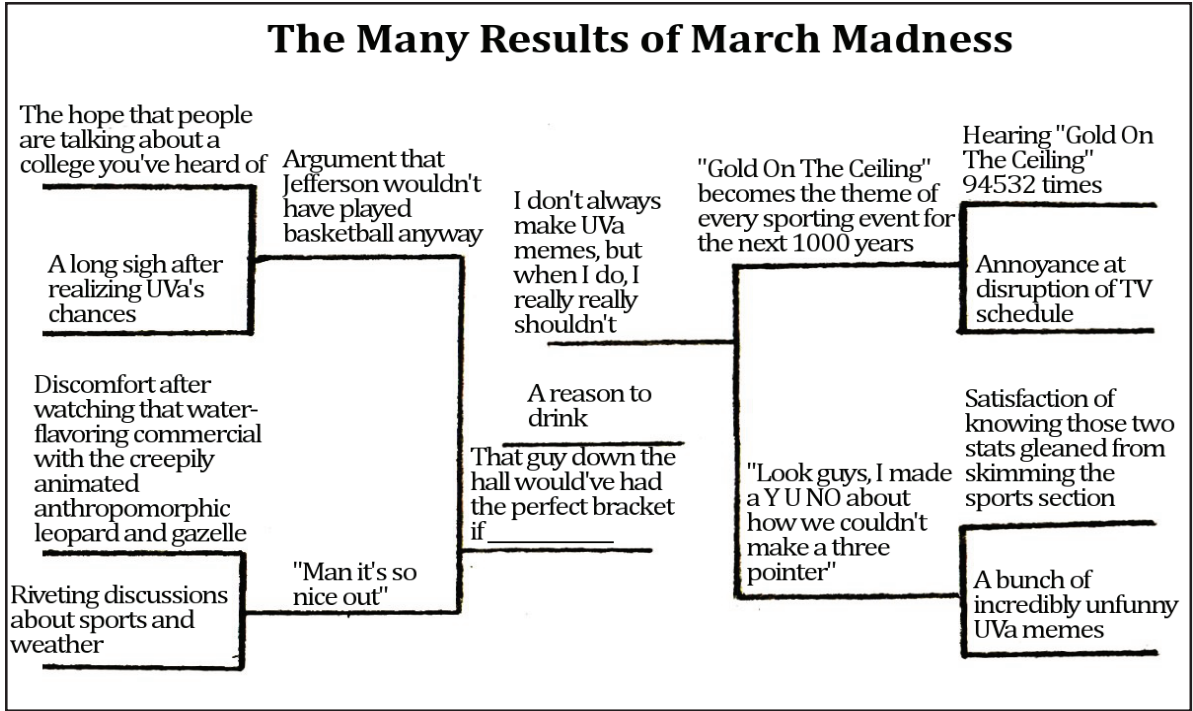 The Many Results of March Madness
The hope that people
are talking about a
college you've heard of
A long sigh after
realizing UVa's
chances
Argument that
Jefferson wouldn't
have played
basketball anyway
Discomfort after
watching that water-
flavoring commercial
with the creepily
animated
anthropomorphic
leopard and gazelle
Riveting discussions
about sports and
weather
"Man it's so
nice out"
I don't always
make UVa
memes, but
when I do, I
really really
shouldn't
A reason to
drink
That guy down the
hall would've had
the perfect bracket
if ____________
"Gold On The Ceiling"
becomes the theme of
every sporting event for
the next 1000 years
"Look guys, I made
a Y U NO about
how we couldn't
make a three
pointer"
Hearing "Gold On
The Ceiling"
94532 times
Annoyance at
disruption of TV
schedule
Satisfaction of
knowing those two
stats gleaned from
skimming the
sports section
A bunch of
incredibly unfunny
UVa memes